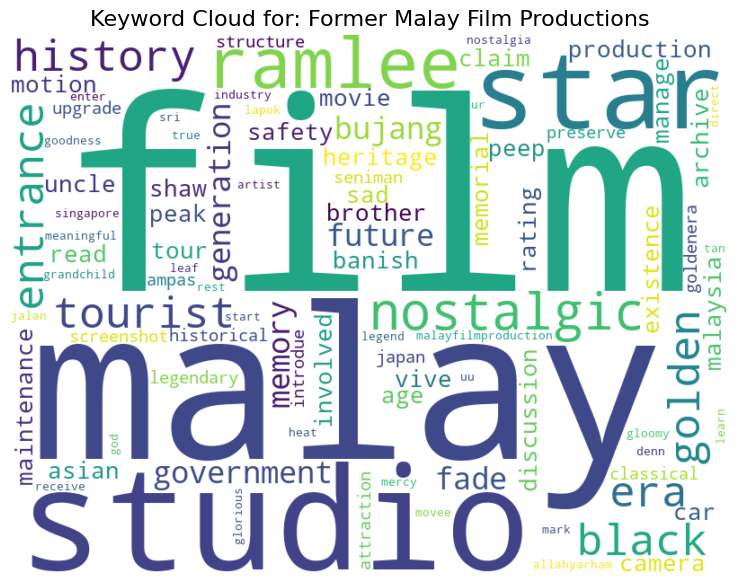 Keyword Cloud for: Former Malay Film Productions
structure
nostalgia
history
ramlee
claim
production
star
motion
industry
enter
lapok
ur
direct
movie
manage
archive
upgrade
sri
safety
bujang
preserve
goodness
true
entrance
film
generation
heritage
peep
memorial
uncle
shaw
artist
seniman
sad
singapore
peak
brother
rating
goldenera
meaningful
future
read
tour
banish
existence
tan
malaysia
grandchild
leaf
ampas
rest
jalan
tourist
start
nostalgic
screenshot
historical
memory
introdue
involved
legend
malayfilmproduction
maintenance
malay
japan
legendary
vive
uu
age
discussion
golden
learn
god
heat
gloomy
asian
government
fade
denn
classical
receive
studio
glorious
attraction
mercy
movee
era
car
mark
black
allahyarham
camera